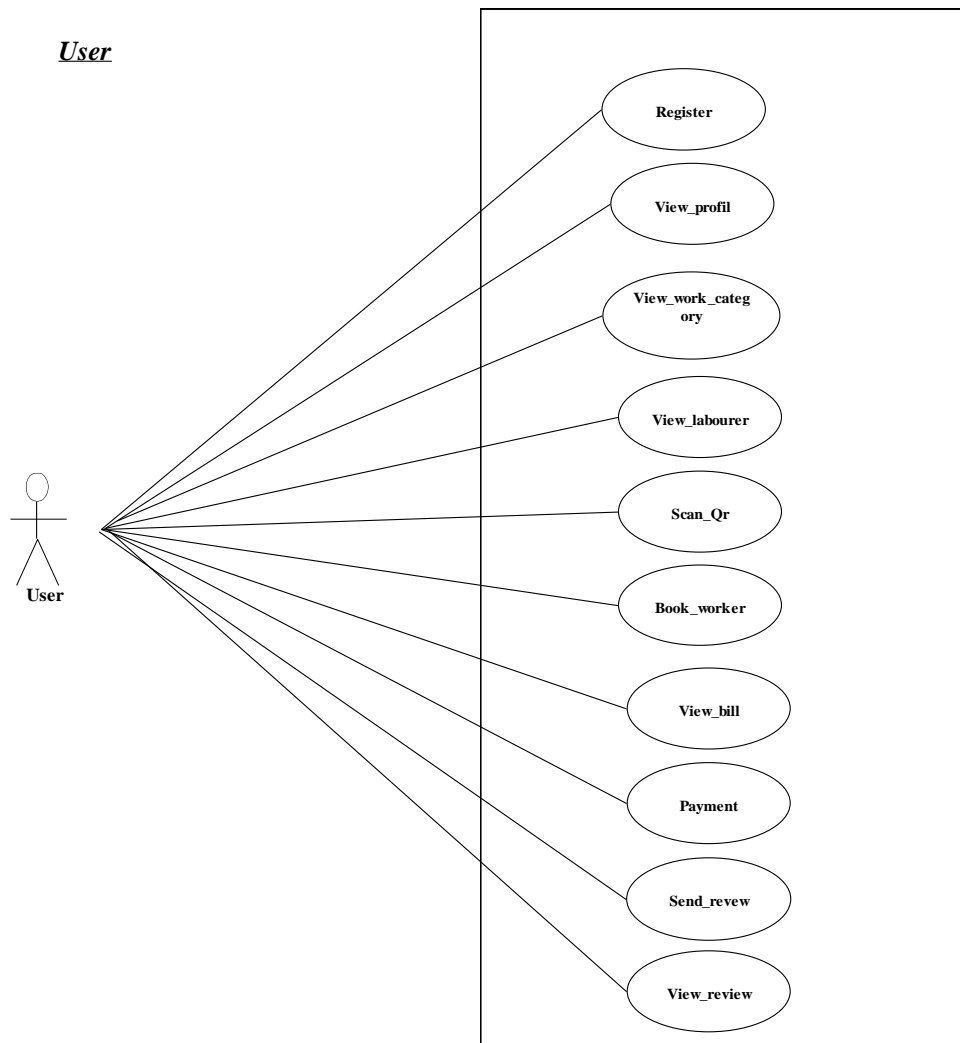 User
Register
View_profil
View_work_categ
ory
View_labourer
Scan_Qr
User
Book_worker
View_bill
Payment
Send_revew
View_review